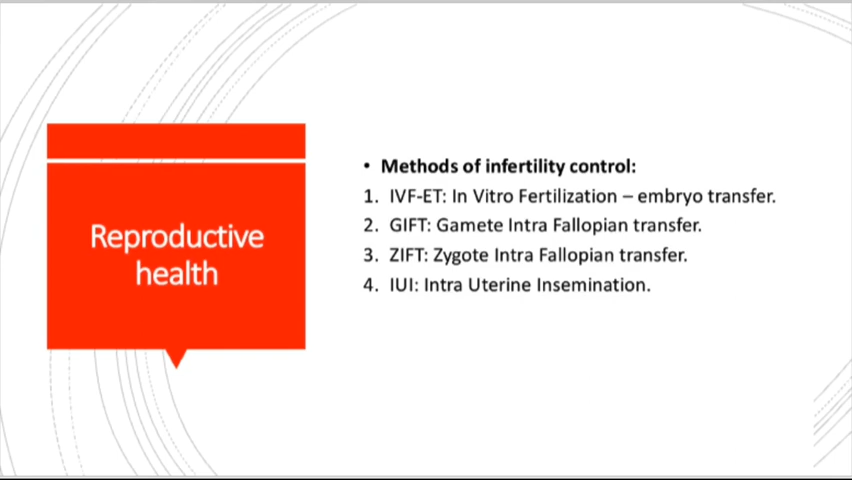 Reproductive
health
• Methods of infertility control:
1. IVF-ET: In Vitro Fertilization – embryo transfer.
2. GIFT: Gamete Intra Fallopian transfer.
3. ZIFT: Zygote Intra Fallopian transfer.
4. IUI: Intra Uterine Insemination.